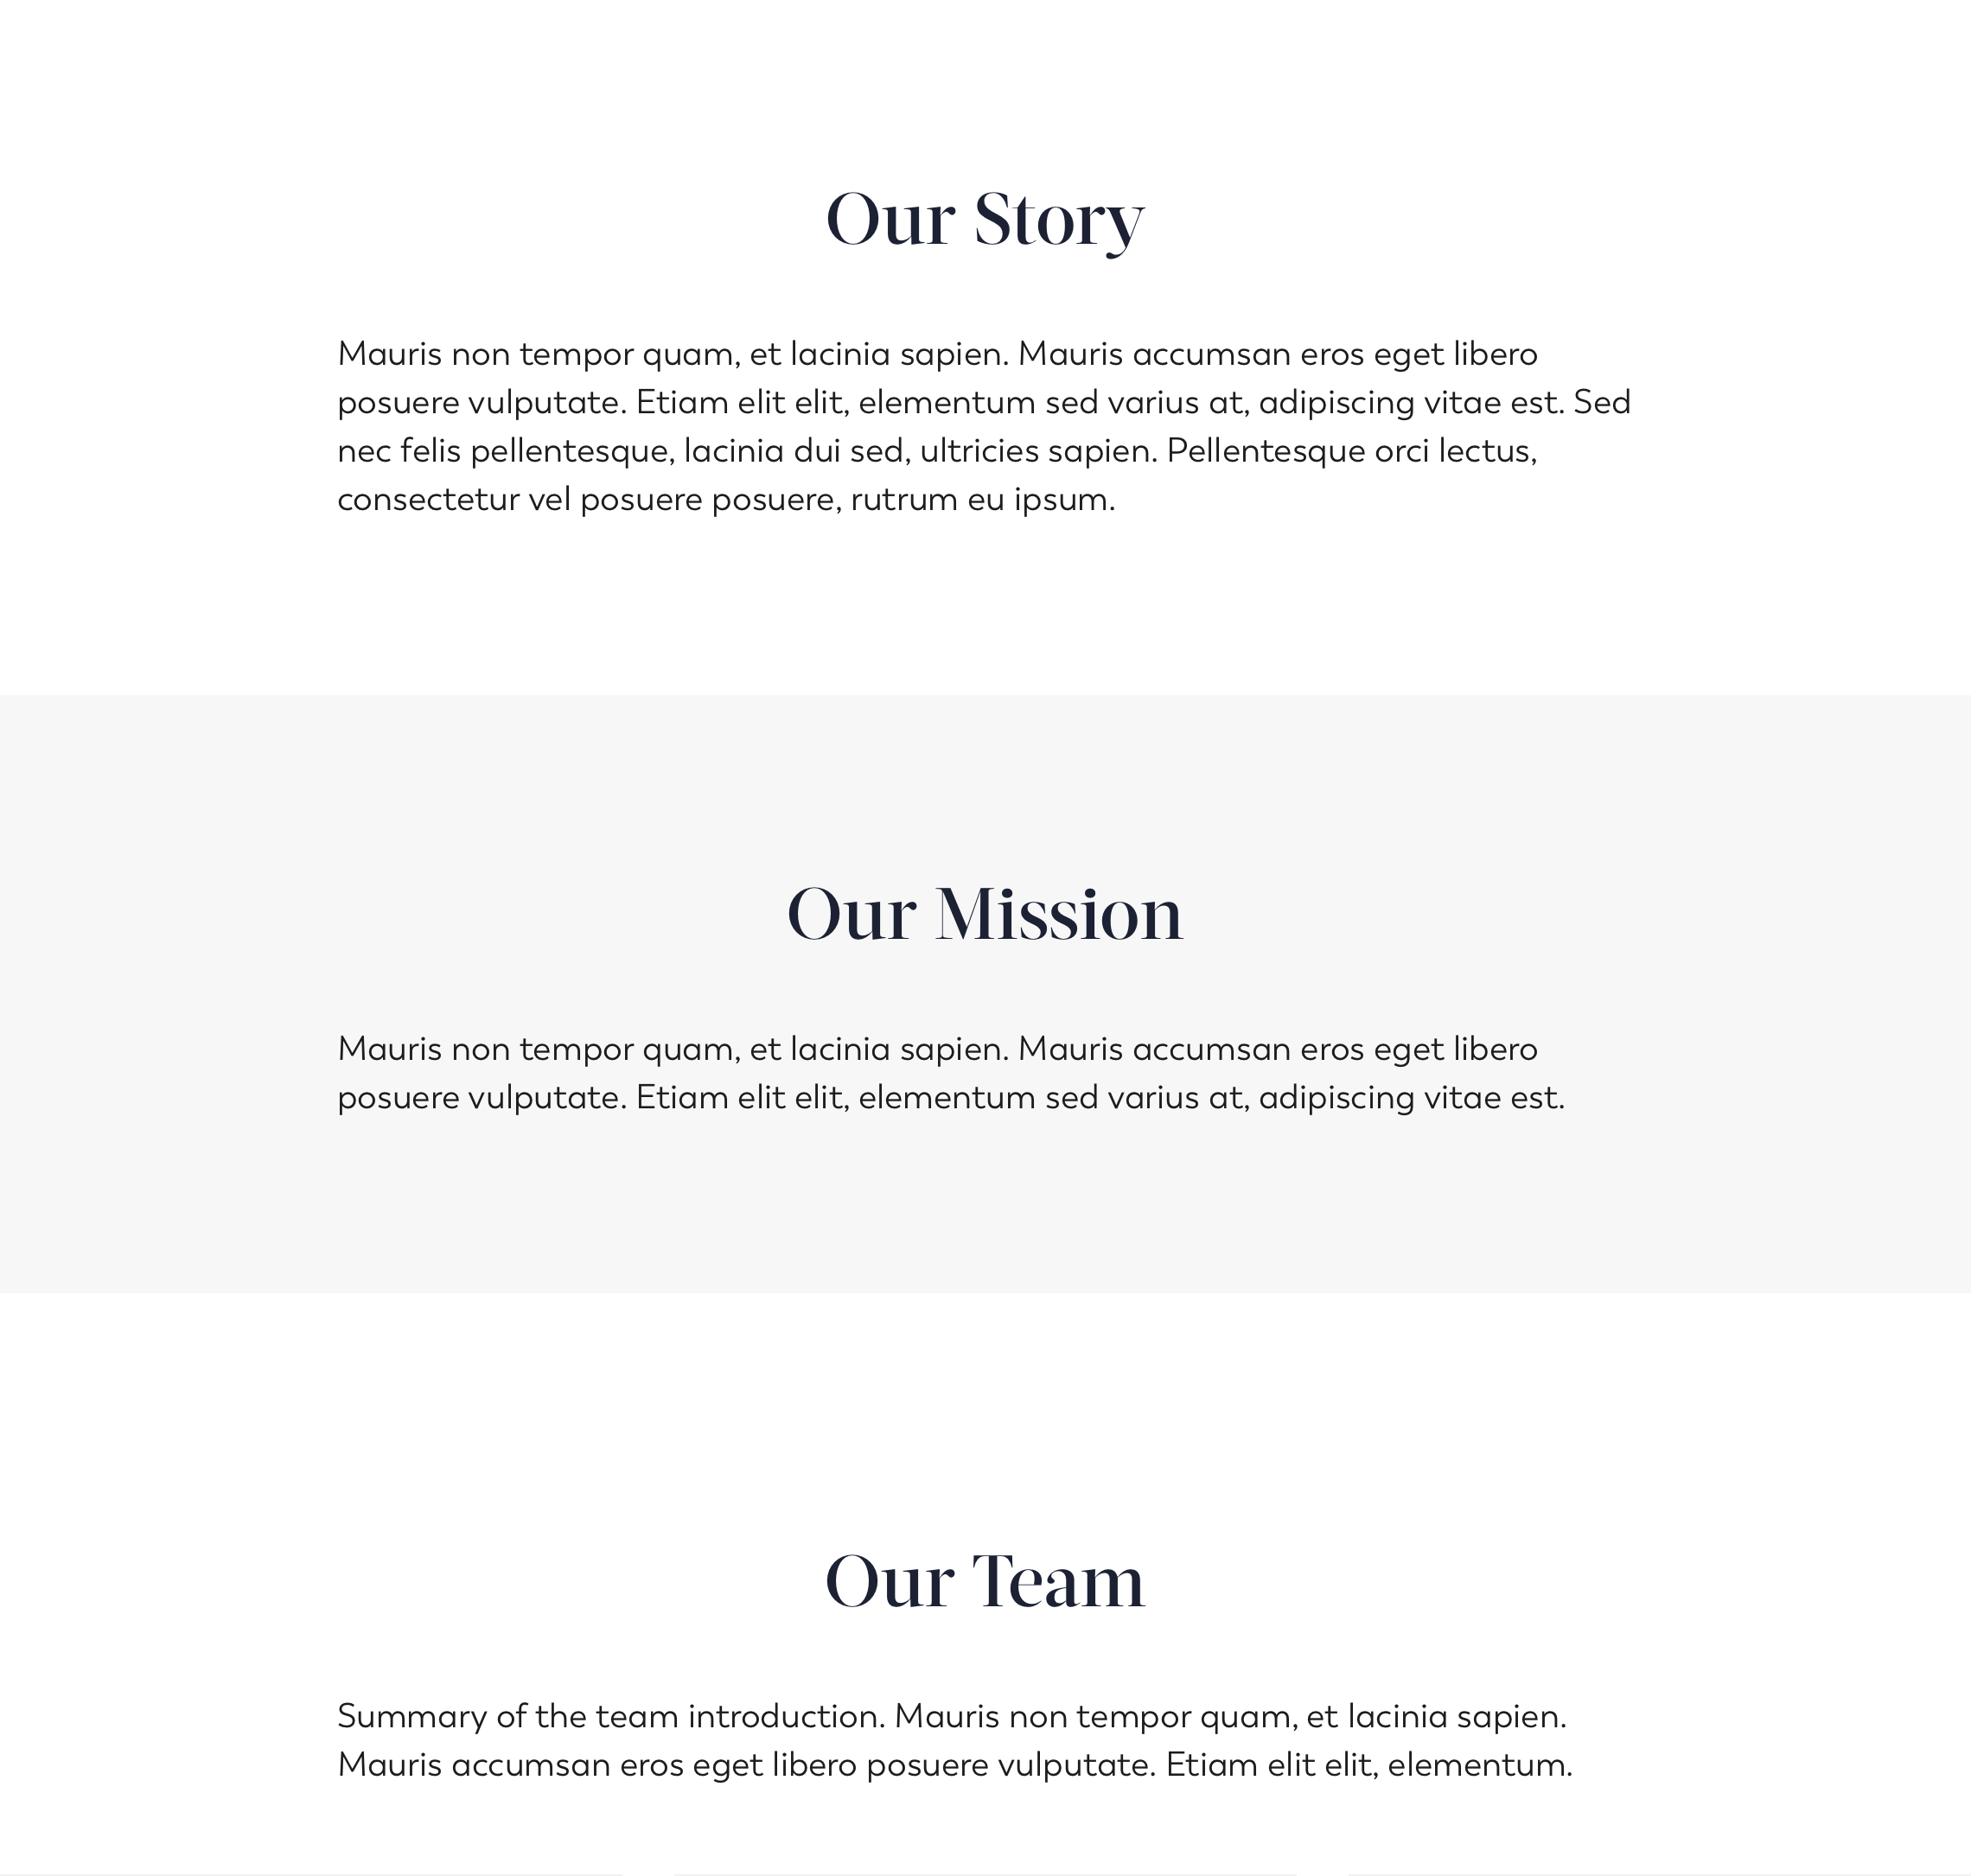 Our Story
Mauris non tempor quam, et lacinia sapien. Mauris accumsan eros eget libero
posuere vulputate. Etiam elit elit, elementum sed varius at, adipiscing vitae est. Sed
nec felis pellentesque, lacinia dui sed, ultricies sapien. Pellentesque orci lectus,
consectetur vel posuere posuere, rutrum eu ipsum.
Our Mission
Mauris non tempor quam, et lacinia sapien. Mauris accumsan eros eget libero
posuere vulputate. Etiam elit elit, elementum sed varius at, adipiscing vitae est.
Our Team
Summary of the team introduction. Mauris non tempor quam, et lacinia sapien.
Mauris accumsan eros eget libero posuere vulputate. Etiam elit elit, elementum.